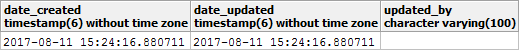 date_created date_updated updated_by
timestamp(6) without time zone timestamp(6) without time zone character varying(100)
2017-08-11 15:24:16.880711 2017-08-11 15:24:16.880711